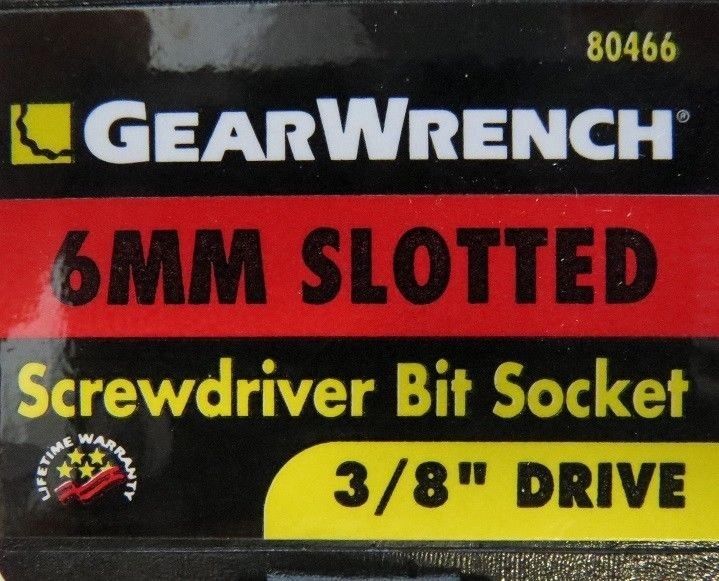 80466
GEARWRENCH®
6MM SLOTTED
Screwdriver Bit Socket
LIFETIME WARRANTY
3/8" DRIVE